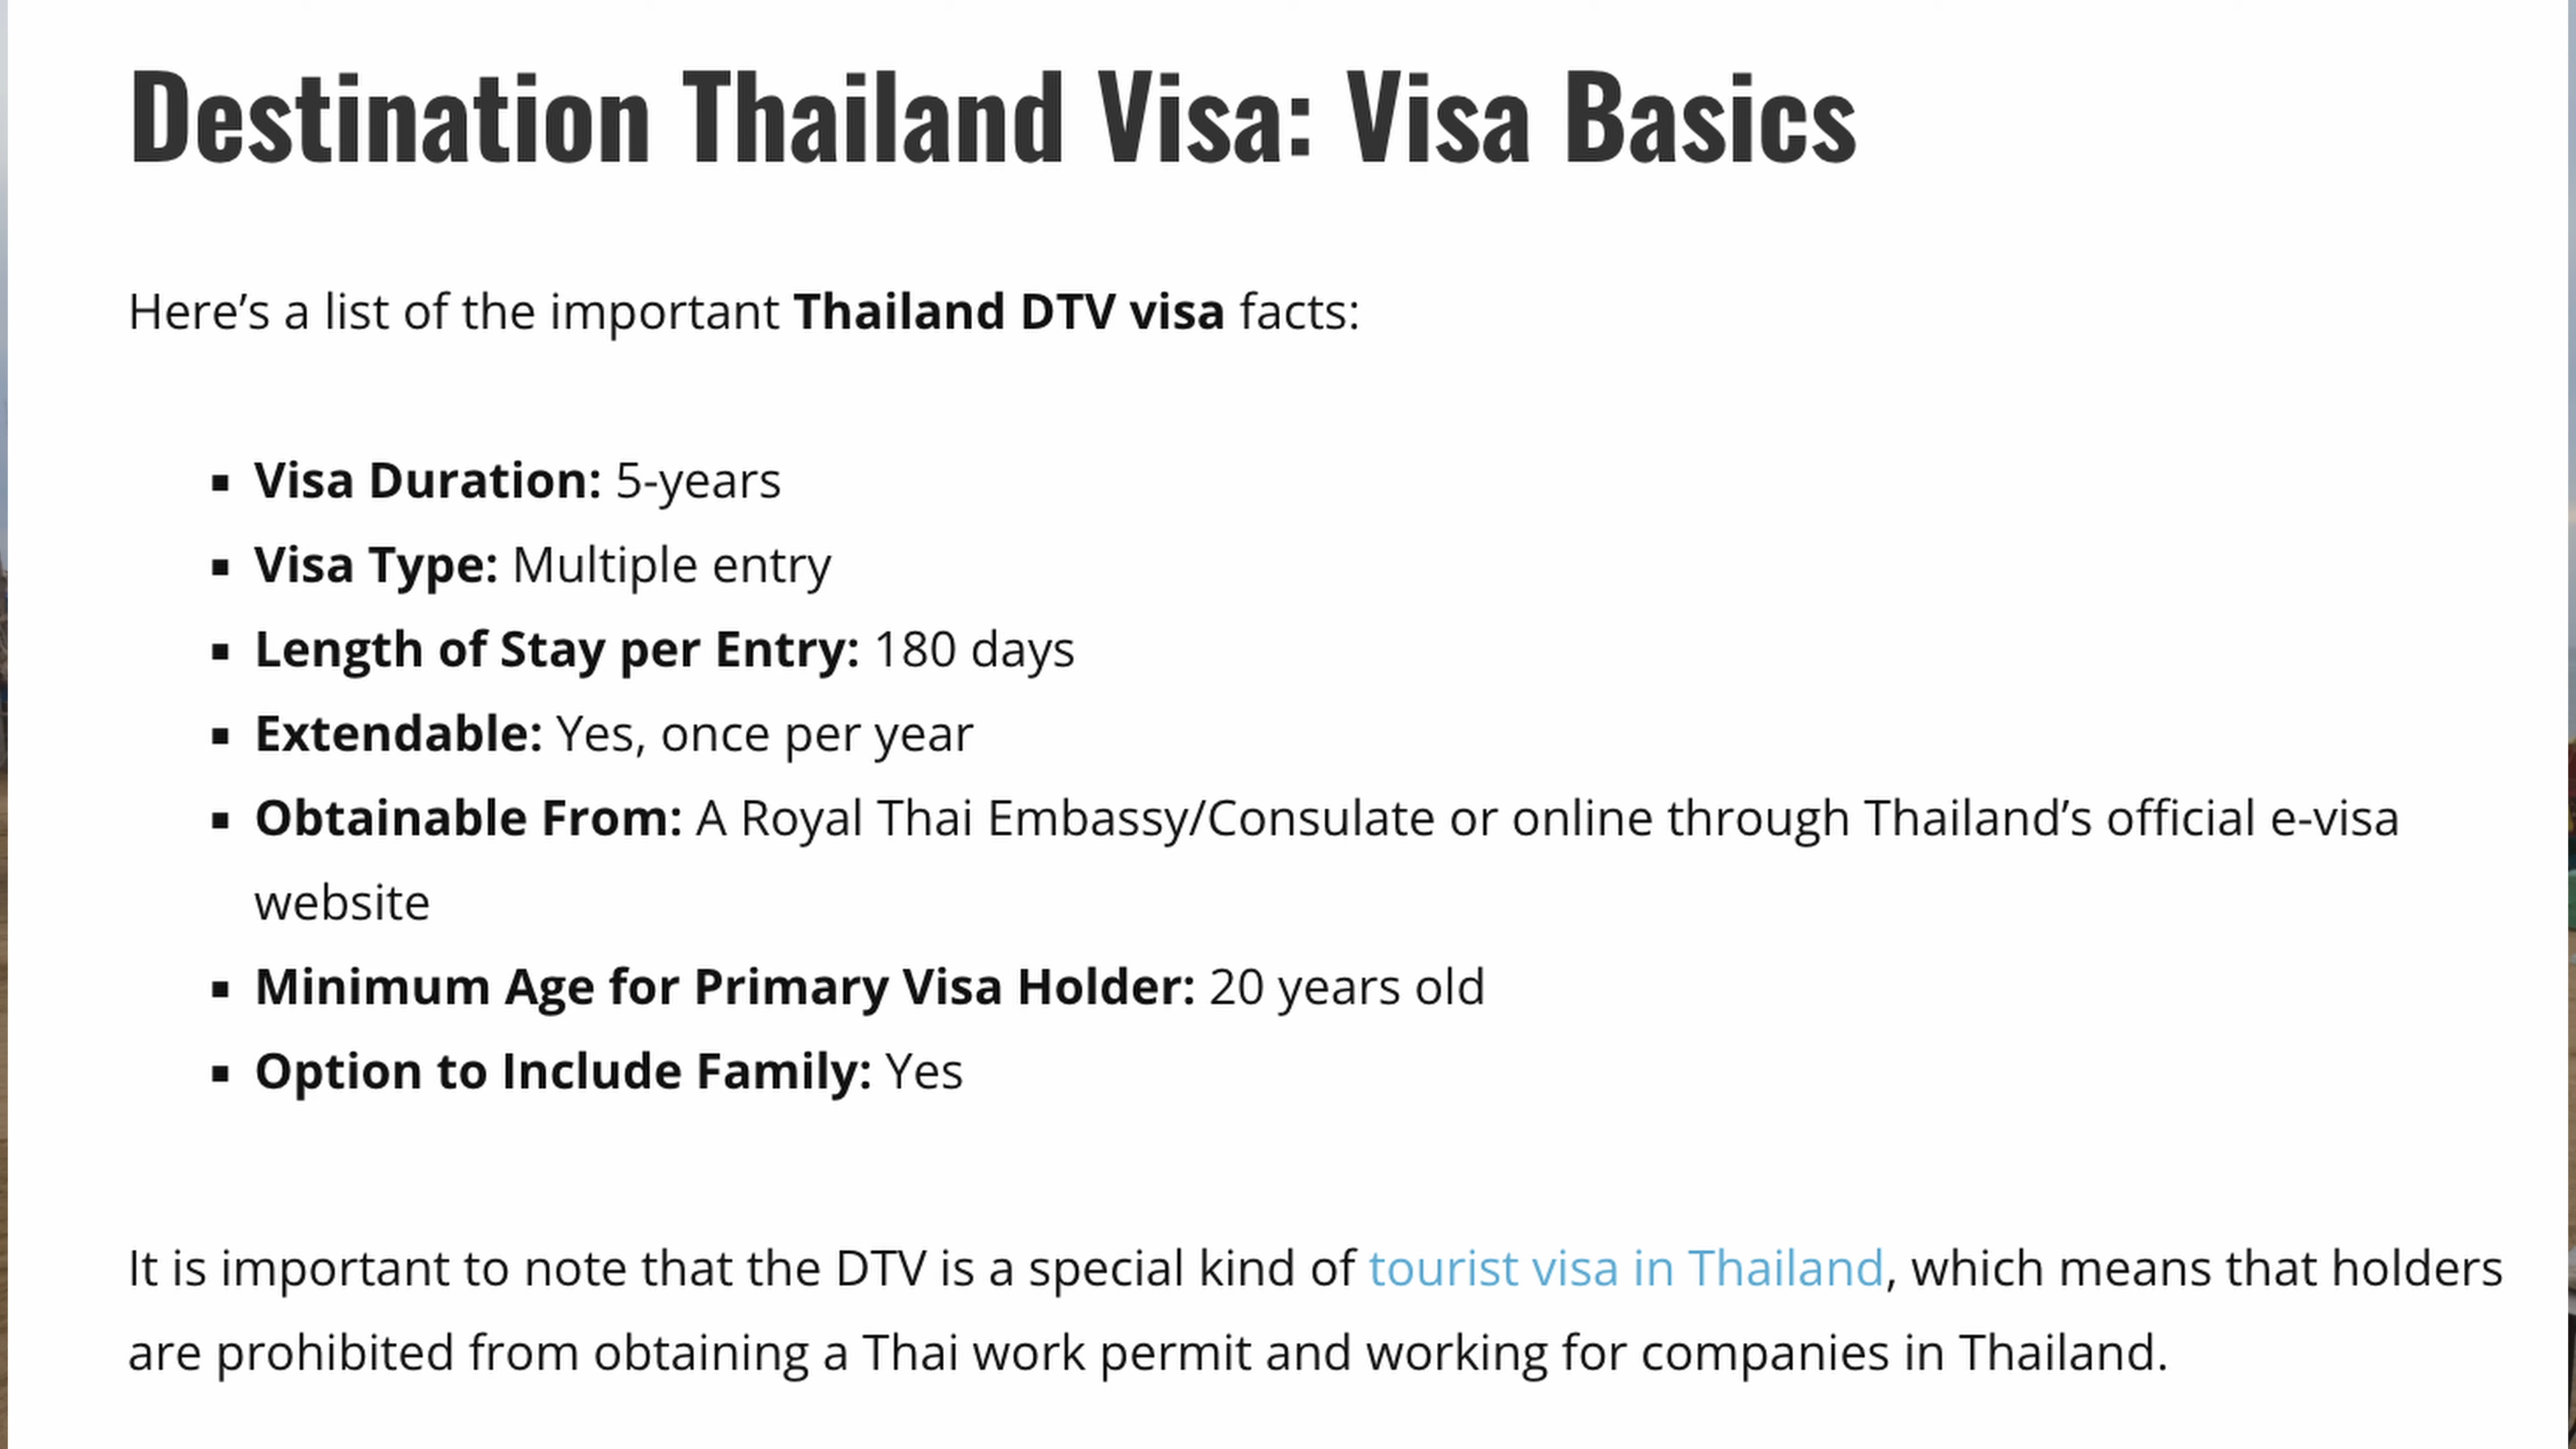 Destination Thailand Visa: Visa Basics
Here’s a list of the important Thailand DTV visa facts:
▪ Visa Duration: 5-years
▪ Visa Type: Multiple entry
▪ Length of Stay per Entry: 180 days
▪ Extendable: Yes, once per year
▪ Obtainable From: A Royal Thai Embassy/Consulate or online through Thailand’s official e-visa
website
▪ Minimum Age for Primary Visa Holder: 20 years old
▪ Option to Include Family: Yes
It is important to note that the DTV is a special kind of tourist visa in Thailand, which means that holders
are prohibited from obtaining a Thai work permit and working for companies in Thailand.